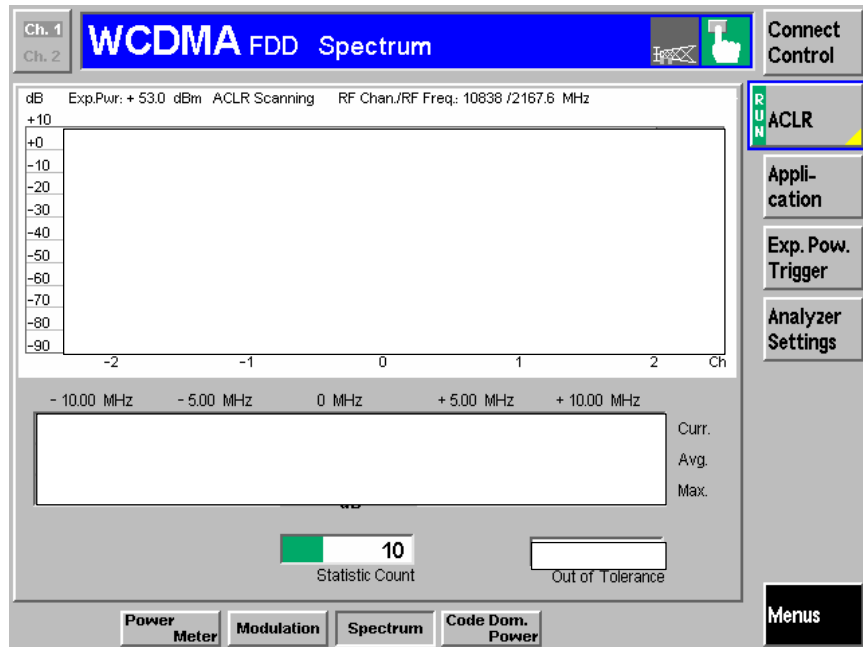 Ch. 1
Ch. 2
WCDMA FDD Spectrum
Connect
Control
dB Exp.Pwr: + 53.0 dBm ACLR Scanning RF Chan./RF Freq.: 10838 /2167.6 MHz
+10
+0
-10
-20
-30
-40
-50
-60
-70
-80
-90
-2 -1 0 1 2 Ch
RUN
ACLR
Appli-
cation
Exp. Pow.
Trigger
Analyzer
Settings
- 10.00 MHz - 5.00 MHz 0 MHz + 5.00 MHz + 10.00 MHz
Curr.
Avg.
Max.
10
Statistic Count
Out of Tolerance
Power
Meter
Modulation
Spectrum
Code Dom.
Power
Menus